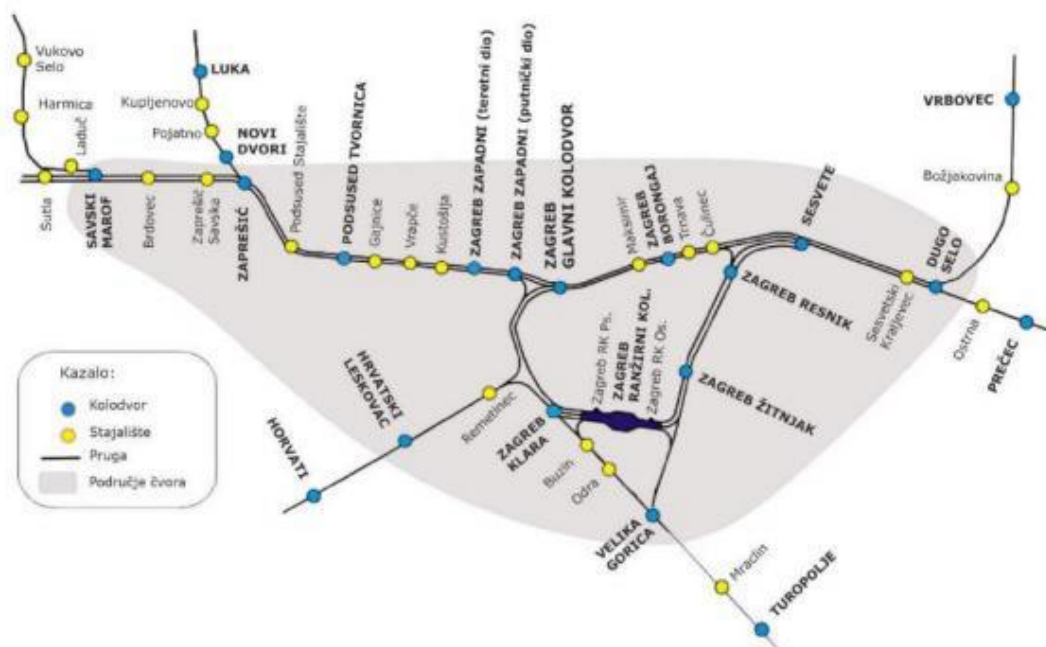 Vukovo
Selo
Harmica
Laduč
Sutla
SAVSKI
MAROF
Brdovec
Zaprešić
Savska
LUKA
Kupljenovo
Pojatno
NOVI
DVORI
ZAPREŠIĆ
Podsused Stajalište
PODSUSED TVORNICA
Gajnice
Vrapče
Kustošija
ZAGREB ZAPADNI (teretni dio)
ZAGREB ZAPADNI (putnički dio)
ZAGREB
GLAVNI KOLODVOR
Maksimir
ZAGREB
BORONGAJ
Trnava
Čulinec
SESVETE
VRBOVEC
Božjakovina
DUGO
SELO
Sesvetski
Kraljevec
Ostrna
PREČEC
ZAGREB RESNIK
ZAGREB ŽITNJAK
Zagreb RK Ps.
ZAGREB
RANŽIRNI KOL.
Zagreb RK Os.
HRVATSKI
LESKOVAC
HORVATI
Remetinec
ZAGREB
KLARA
Buzin
Odra
VELIKA
GORICA
Mraclin
TUROPOLJE
Kazalo:
Kolodvor
Stajalište
Pruga
Područje čvora